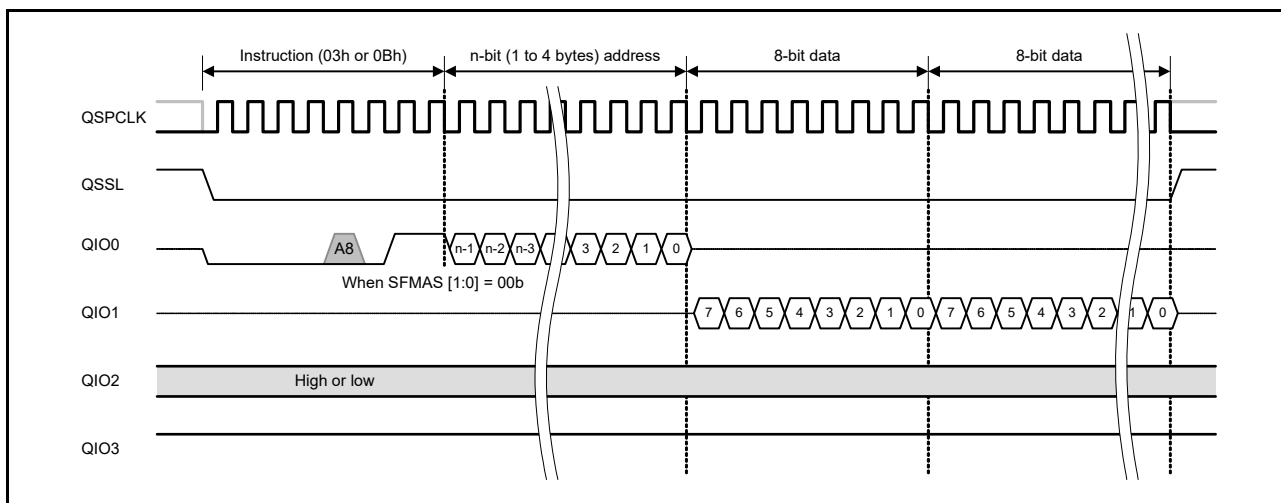 Instruction (03h or 0Bh) n-bit (1 to 4 bytes) address 8-bit data 8-bit data
QSPCLK
QSSL
QIO0 A8 n-1 n-2 n-3 3 2 1 0
When SFMAS [1:0] = 00b
QIO1 7 6 5 4 3 2 1 0 7 6 5 4 3 2 1 0
QIO2 High or low
QIO3